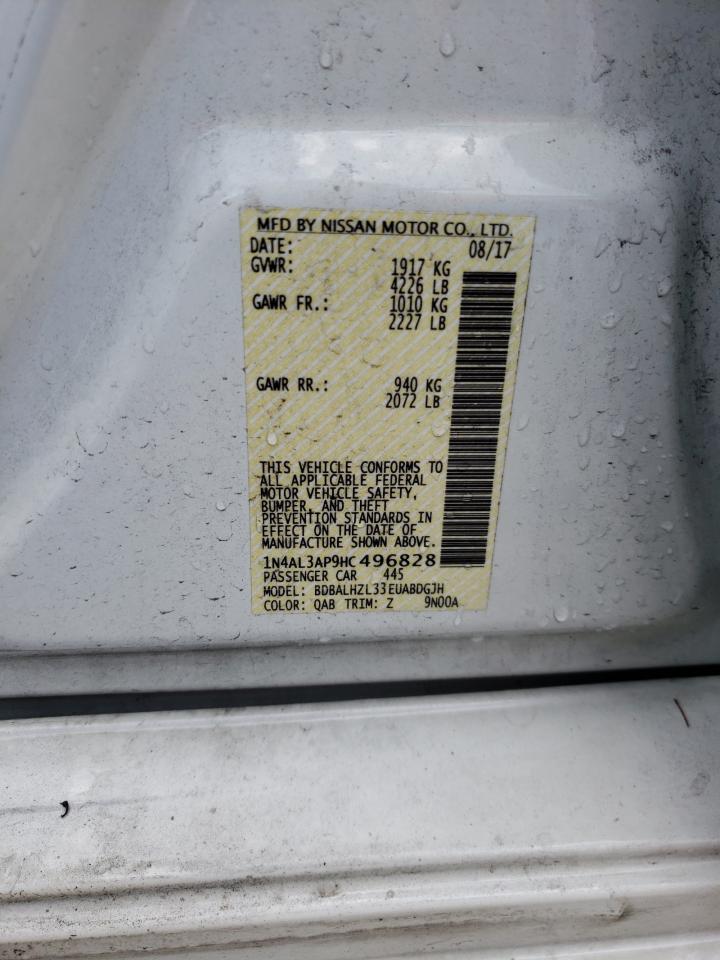 MFD BY NISSAN MOTOR CO., LTD.
DATE: 08/17
GVWR: 1917 KG
4226 LB
GAWR FR.: 1010 KG
2227 LB
GAWR RR.: 940 KG
2072 LB
THIS VEHICLE CONFORMS TO
ALL APPLICABLE FEDERAL
MOTOR VEHICLE SAFETY,
BUMPER, AND THEFT
PREVENTION STANDARDS IN
EFFECT ON THE DATE OF
MANUFACTURE SHOWN ABOVE.
1N4AL3AP9HC496828
PASSENGER CAR 445
MODEL: BDBALHZL33EUABDGJH
COLOR: QAB TRIM: Z 9N00A